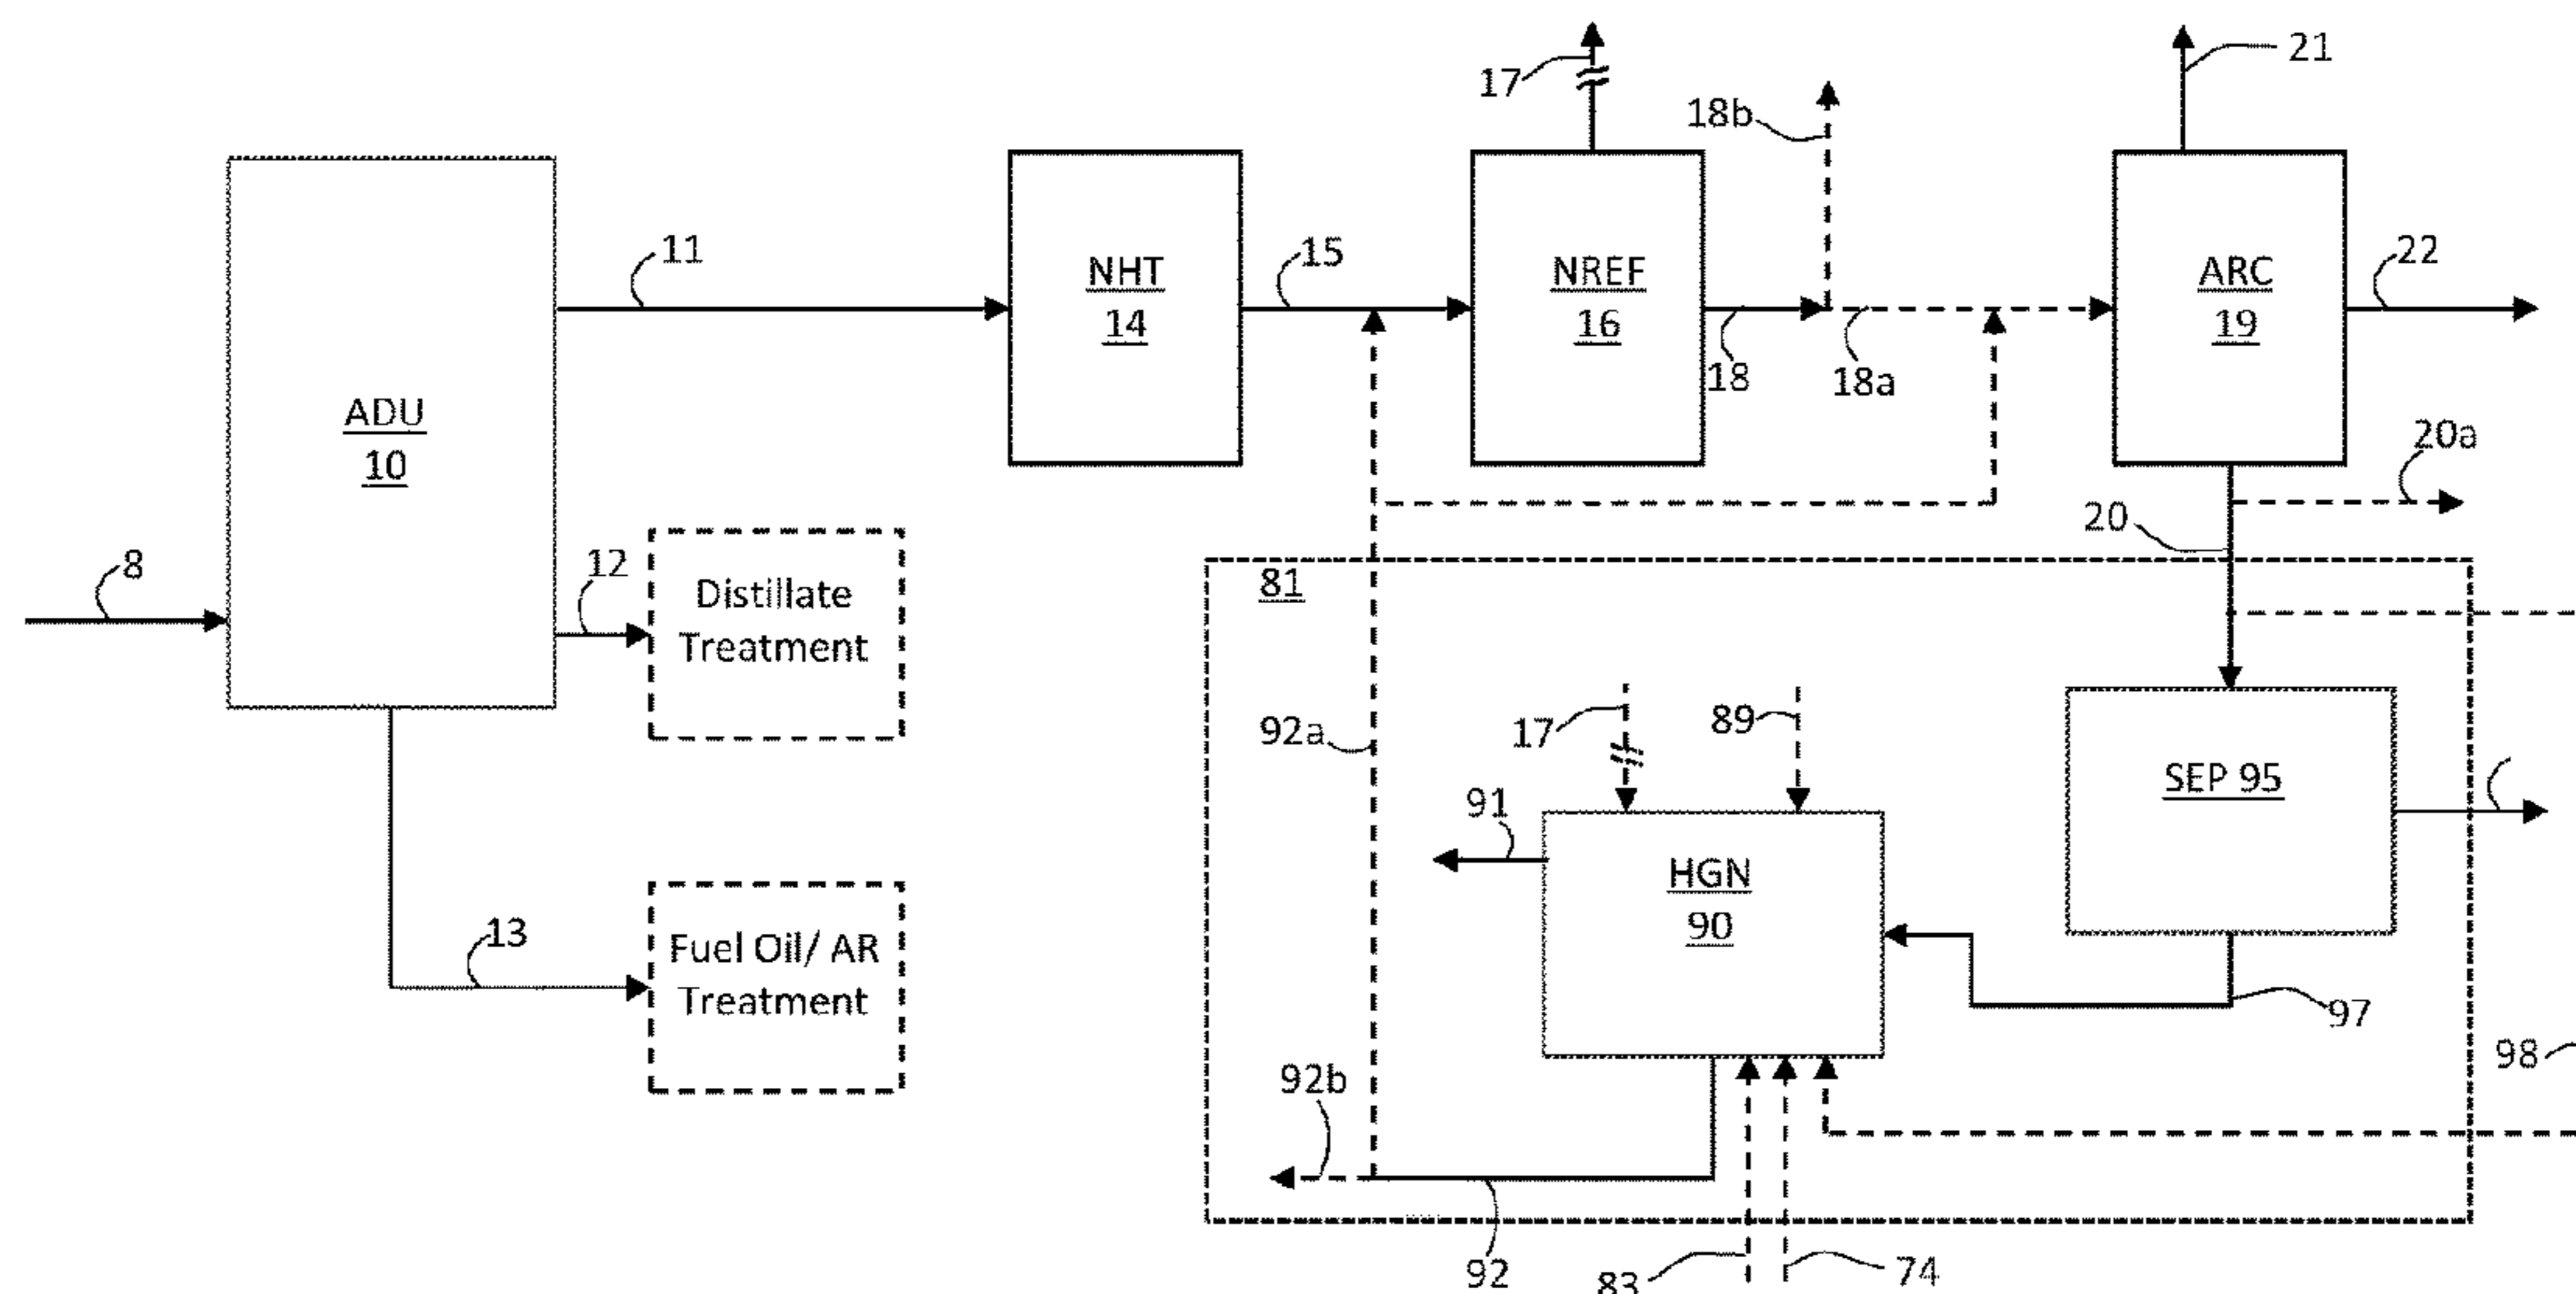 17
21
18b
11
15
22
NHT
14
NREF
16
ARC
19
18
18a
ADU
10
20a
20
8
12
81
Distillate
Treatment
92a
17
89
SEP 95
91
HGN
90
13
Fuel Oil/ AR
Treatment
97
98
92b
92
83
74